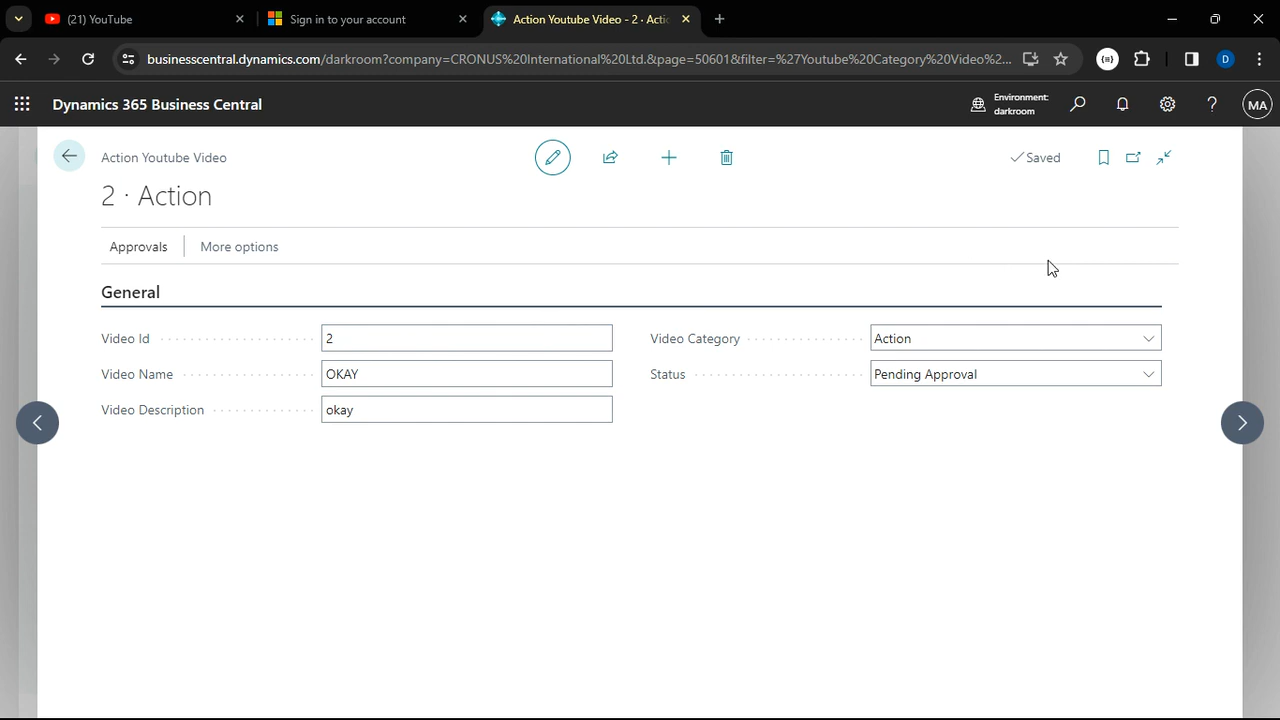 (21) YouTube
Sign in to your account
Action Youtube Video - 2 · Actio
businesscentral.dynamics.com/darkroom?company=CRONUS%20International%20Ltd.&page=50601&filter=%27Youtube%20Category%20Video%2...
D
Dynamics 365 Business Central
Environment:
darkroom
MA
Action Youtube Video
Saved
2 · Action
Approvals
More options
General
Video Id
2
Video Category
Action
Video Name
OKAY
Status
Pending Approval
Video Description
okay